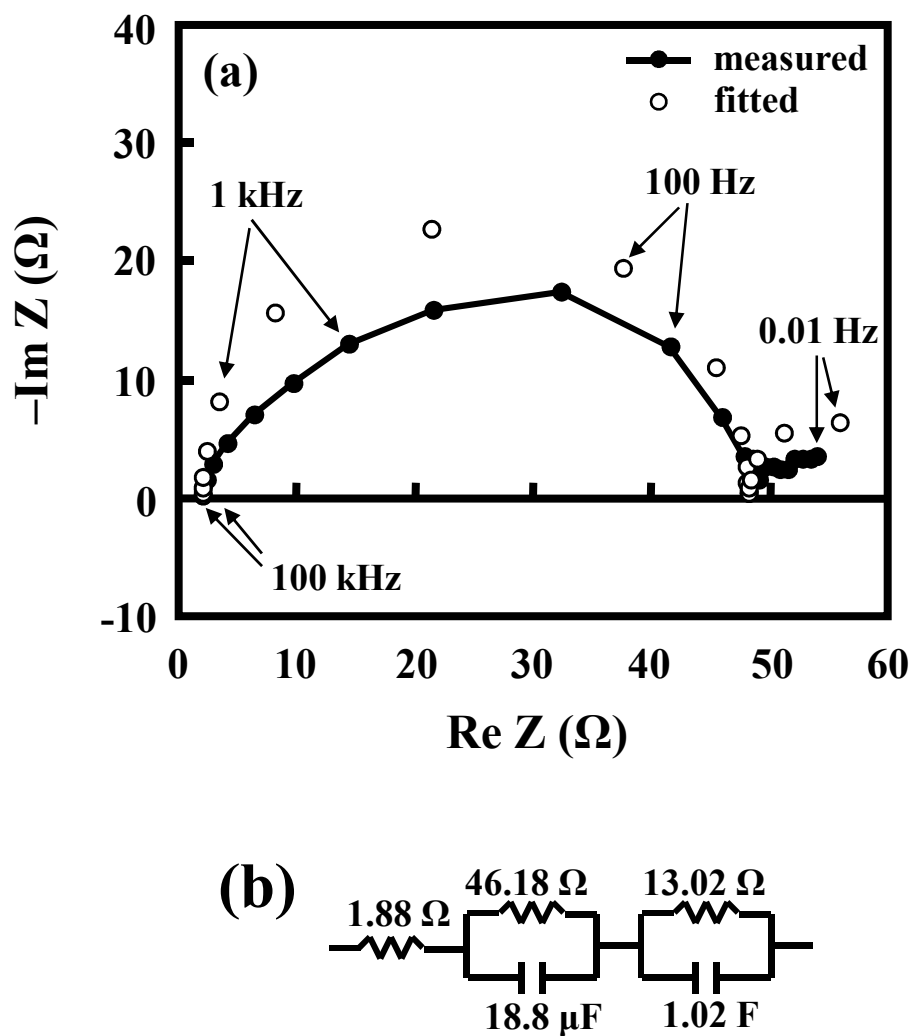 40
(a)
measured
fitted
30
1 kHz
100 Hz
20
0.01 Hz
10
0
100 kHz
-10
0 10 20 30 40 50 60
−Im Z (Ω)
Re Z (Ω)
(b)
46.18 Ω
13.02 Ω
1.88 Ω
18.8 μF
1.02 F